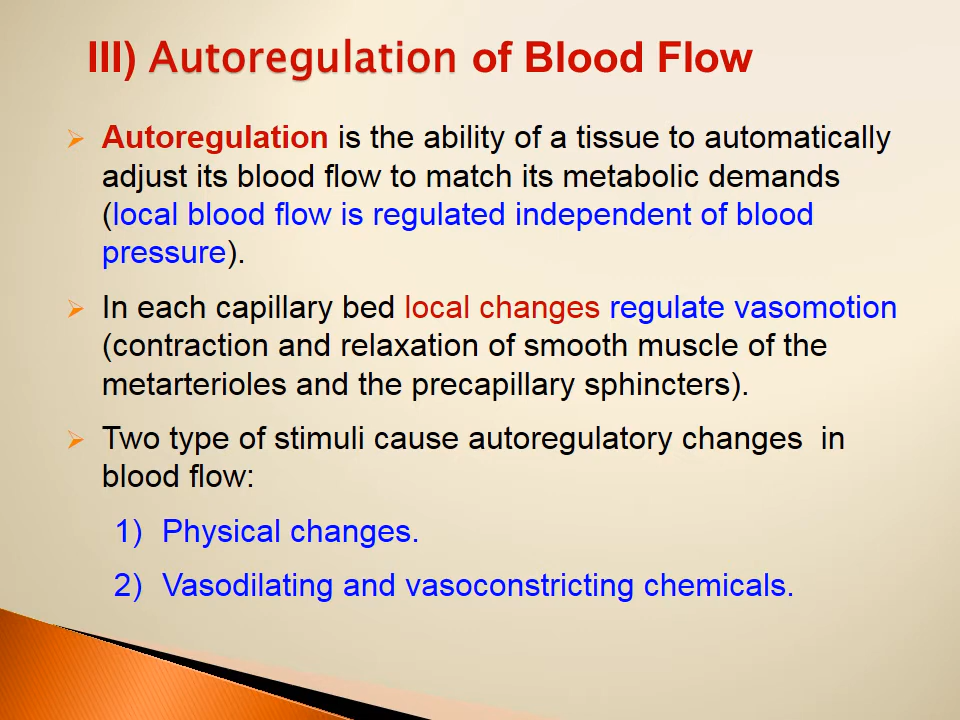 III) Autoregulation of Blood Flow
➢ Autoregulation is the ability of a tissue to automatically
adjust its blood flow to match its metabolic demands
(local blood flow is regulated independent of blood
pressure).
➢ In each capillary bed local changes regulate vasomotion
(contraction and relaxation of smooth muscle of the
metarterioles and the precapillary sphincters).
➢ Two type of stimuli cause autoregulatory changes  in
blood flow:
1) Physical changes.
2) Vasodilating and vasoconstricting chemicals.